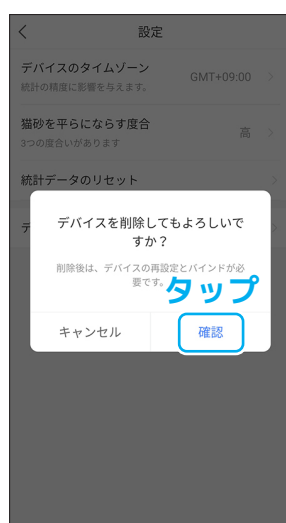 設定
デバイスのタイムゾーン
GMT+09:00
統計の精度に影響を与えます。
猫砂を平らにならす度合
高
3つの度合いがあります
統計データのリセット
デ
デバイスを削除してもよろしいで
すか？
削除後は、デバイスの再設定とバインドが必
要です。
タップ
キャンセル
確認